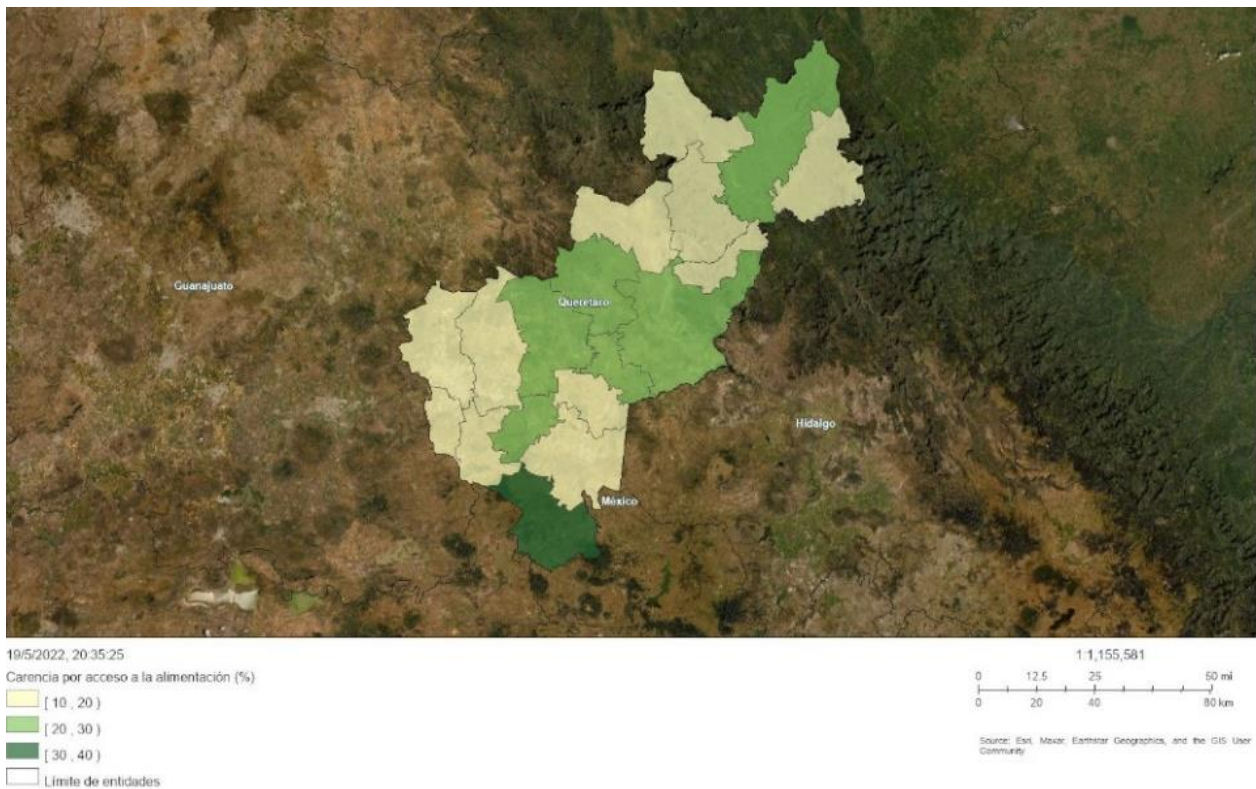 Guanajuato
Querétaro
Hidalgo
México
19/5/2022, 20:35:25
Carencia por acceso a la alimentación (%)
[ 10 , 20 )
[ 20 , 30 )
[ 30 , 40 )
Límite de entidades
1:1,155,581
0 12.5 25 50 mi
0 20 40 80 km
Source: Esri, Maxar, Earthstar Geographics, and the GIS User
Community